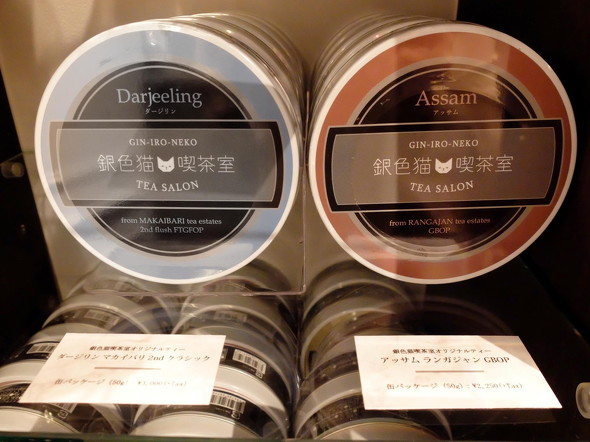 Darjeeling
ダージリン
GIN-IRO-NEKO
銀色猫 喫茶室
TEA SALON
from MAKAIBARI tea estates
2nd flush FTGFOP
Assam
アッサム
GIN-IRO-NEKO
銀色猫 喫茶室
TEA SALON
from RANGAJAN tea estates
GBOP
銀色猫喫茶室オリジナルティー
ダージリン マカイバリ 2nd クラシック
缶パッケージ (50g)
銀色猫喫茶室オリジナルティー
アッサム ランガジャン GBOP
缶パッケージ (50g) | ¥2,250(+Tax)